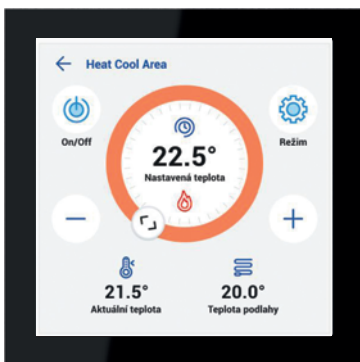 Heat Cool Area
On/Off
Režim
22.5°
Nastavená teplota
21.5°
Aktuální teplota
20.0°
Teplota podlahy